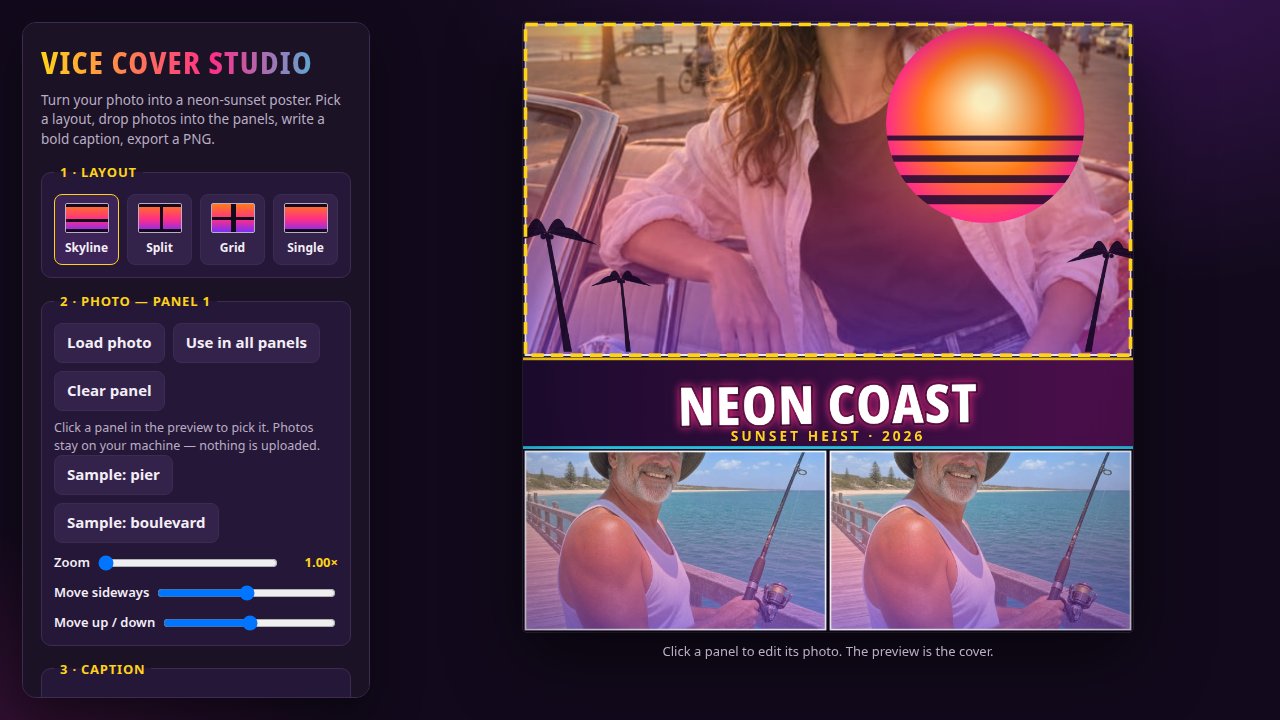 VICE COVER STUDIO
Turn your photo into a neon-sunset poster. Pick
a layout, drop photos into the panels, write a
bold caption, export a PNG.
1 · LAYOUT
Skyline
Split
Grid
Single
2 · PHOTO — PANEL 1
Load photo
Use in all panels
Clear panel
Click a panel in the preview to pick it. Photos
stay on your machine — nothing is uploaded.
Sample: pier
Sample: boulevard
Zoom
1.00×
Move sideways
Move up / down
3 · CAPTION
NEON COAST
SUNSET HEIST · 2026
Click a panel to edit its photo. The preview is the cover.